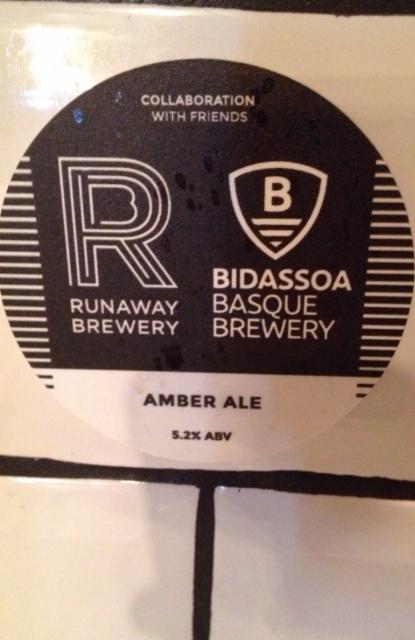 COLLABORATION
WITH FRIENDS
R
B
RUNAWAY
BREWERY
BIDASSOA
BASQUE
BREWERY
AMBER ALE
5.2% ABV